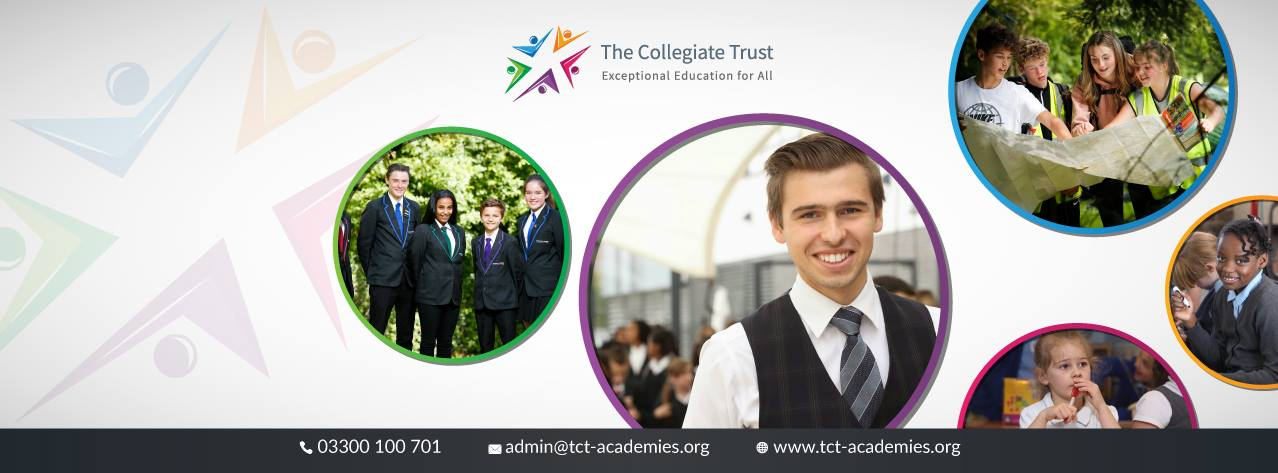 The Collegiate Trust
Exceptional Education for All
03300 100 701
admin@tct-academies.org
www.tct-academies.org